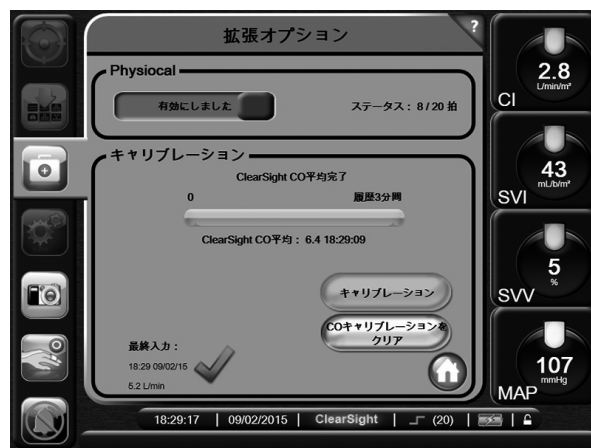 拡張オプション
?
Physiocal
有効にしました
ステータス： 8 / 20 拍
キャリブレーション
ClearSight CO平均完了
0
履歴3分間
ClearSight CO平均： 6.4 18:29:09
キャリブレーション
COキャリブレーションを
クリア
最終入力：
18:29 09/02/15
5.2 L/min
2.8
L/min/m²
CI
43
mL/b/m²
SVI
5
%
SVV
107
mmHg
MAP
18:29:17 | 09/02/2015 | ClearSight | (20)